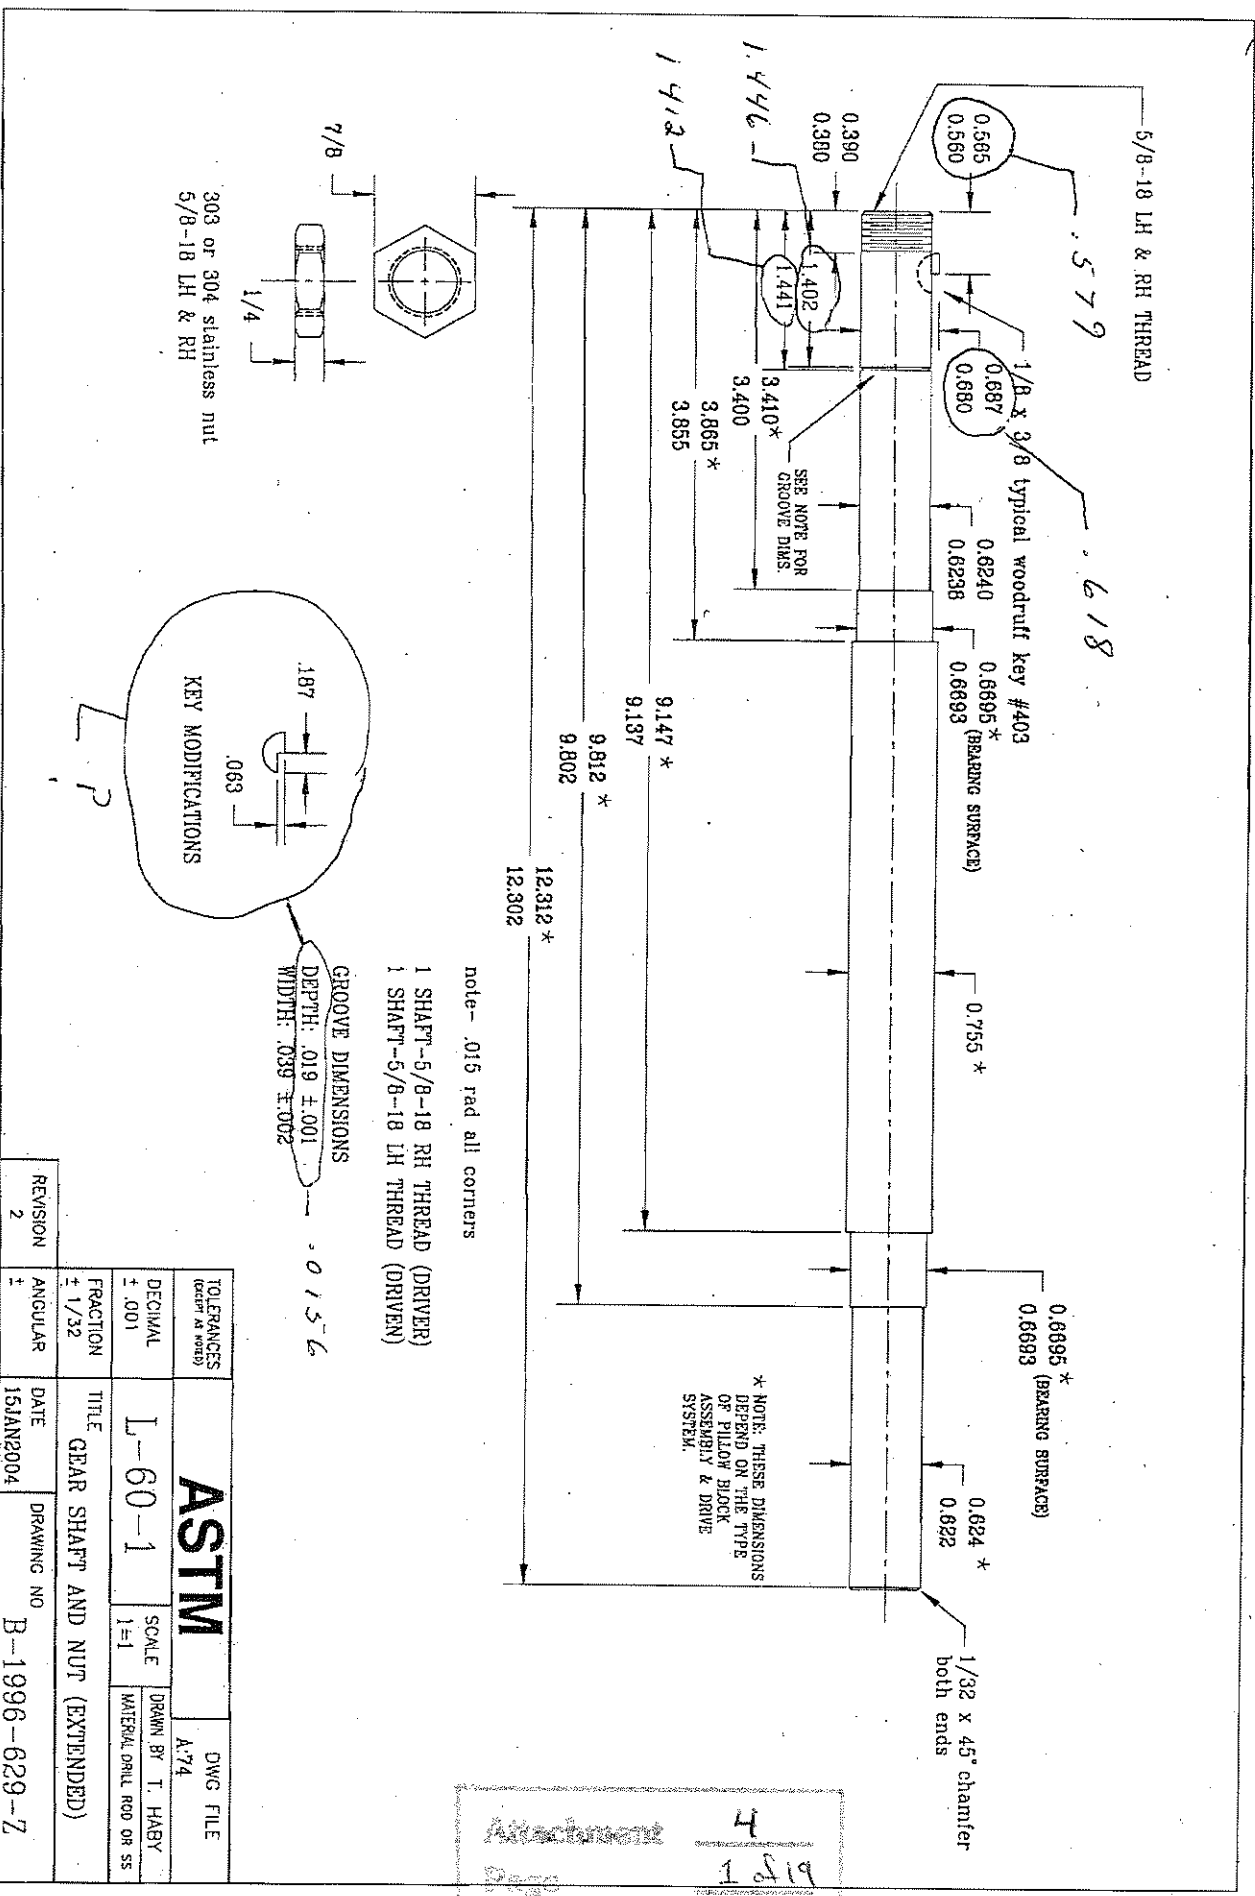 5/8-18 LH & RH THREAD
0.565
0.560
.579
1/8 x 3/8 typical woodruff key #403
0.687
0.680
.618
0.6240
0.6238
0.6695*
0.6693 (BEARING SURFACE)
0.755 *
0.6695 *
0.6693 (BEARING SURFACE)
0.624 *
0.622
1/32 x 45° chamfer
both ends
0.390
0.380
1.446
1.402
1.441
1412
SEE NOTE FOR
GROOVE DIMS.
3.410*
3.400
3.865 *
3.855
9.147 *
9.137
9.812 *
9.802
12.312 *
12.302
* NOTE: THESE DIMENSIONS
DEPEND ON THE TYPE
OF PILLOW BLOCK
ASSEMBLY & DRIVE
SYSTEM.
7/8
1/4
303 or 304 stainless nut
5/8-18 LH & RH
note- .015 rad all corners
1 SHAFT-5/8-18 RH THREAD (DRIVER)
1 SHAFT-5/8-18 LH THREAD (DRIVEN)
.187
.063
KEY MODIFICATIONS
GROOVE DIMENSIONS
DEPTH: .019 ±.001
WIDTH: .039 ±.002
.0156
TOLERANCES
(EXCEPT AS NOTED)
DECIMAL
± .001
FRACTION
± 1/32
ANGULAR
±
REVISION
2
ASTM
DWG FILE
A:74
L-60-1
SCALE
1=1
DRAWN BY T. HABY
MATERIAL DRILL ROD OR SS
TITLE
GEAR SHAFT AND NUT (EXTENDED)
DATE
15JAN2004
DRAWING NO
B-1996-629-Z
Attachment 4
Page 1 of 19